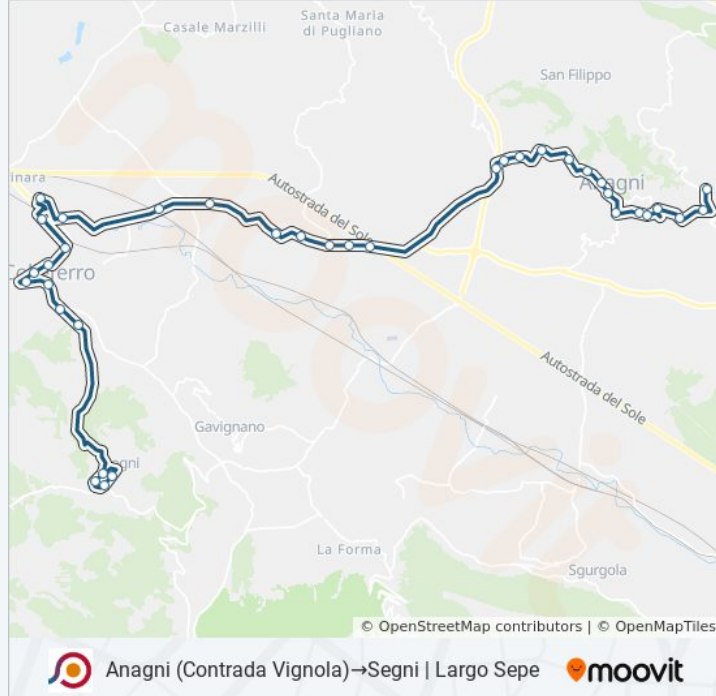 Santa Maria
di Pugliano
Casale Marzilli
San Filippo
inara
Anagni
Autostrada del Sole
Autostrada del Sole
Gavignano
La Forma
Sgurgola
© OpenStreetMap contributors | © OpenMapTiles
Anagni (Contrada Vignola)→Segni | Largo Sepe
moovit